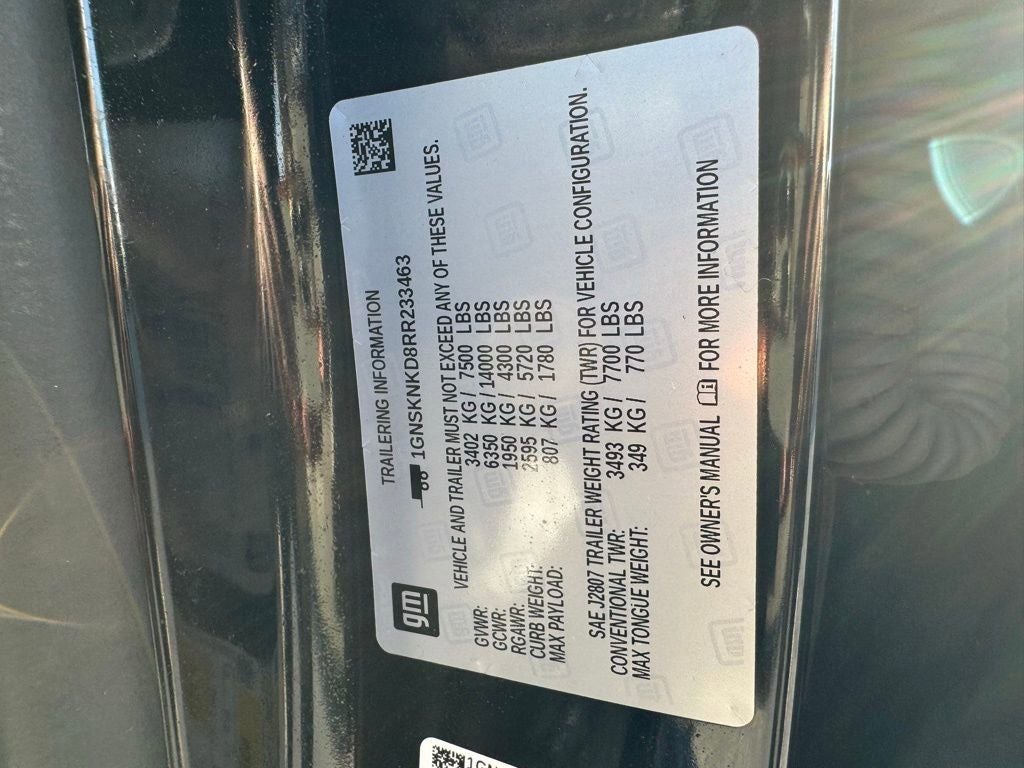 gm
TRAILERING INFORMATION
1GNSKNKD8RR233463
VEHICLE AND TRAILER MUST NOT EXCEED ANY OF THESE VALUES.
GVWR: 3402 KG / 7500 LBS
GCWR: 6350 KG / 14000 LBS
RGAWR: 1950 KG / 4300 LBS
CURB WEIGHT: 2595 KG / 5720 LBS
MAX PAYLOAD: 807 KG / 1780 LBS
SAE J2807 TRAILER WEIGHT RATING (TWR) FOR VEHICLE CONFIGURATION.
CONVENTIONAL TWR: 3493 KG / 7700 LBS
MAX TONGUE WEIGHT: 349 KG / 770 LBS
SEE OWNER'S MANUAL FOR MORE INFORMATION